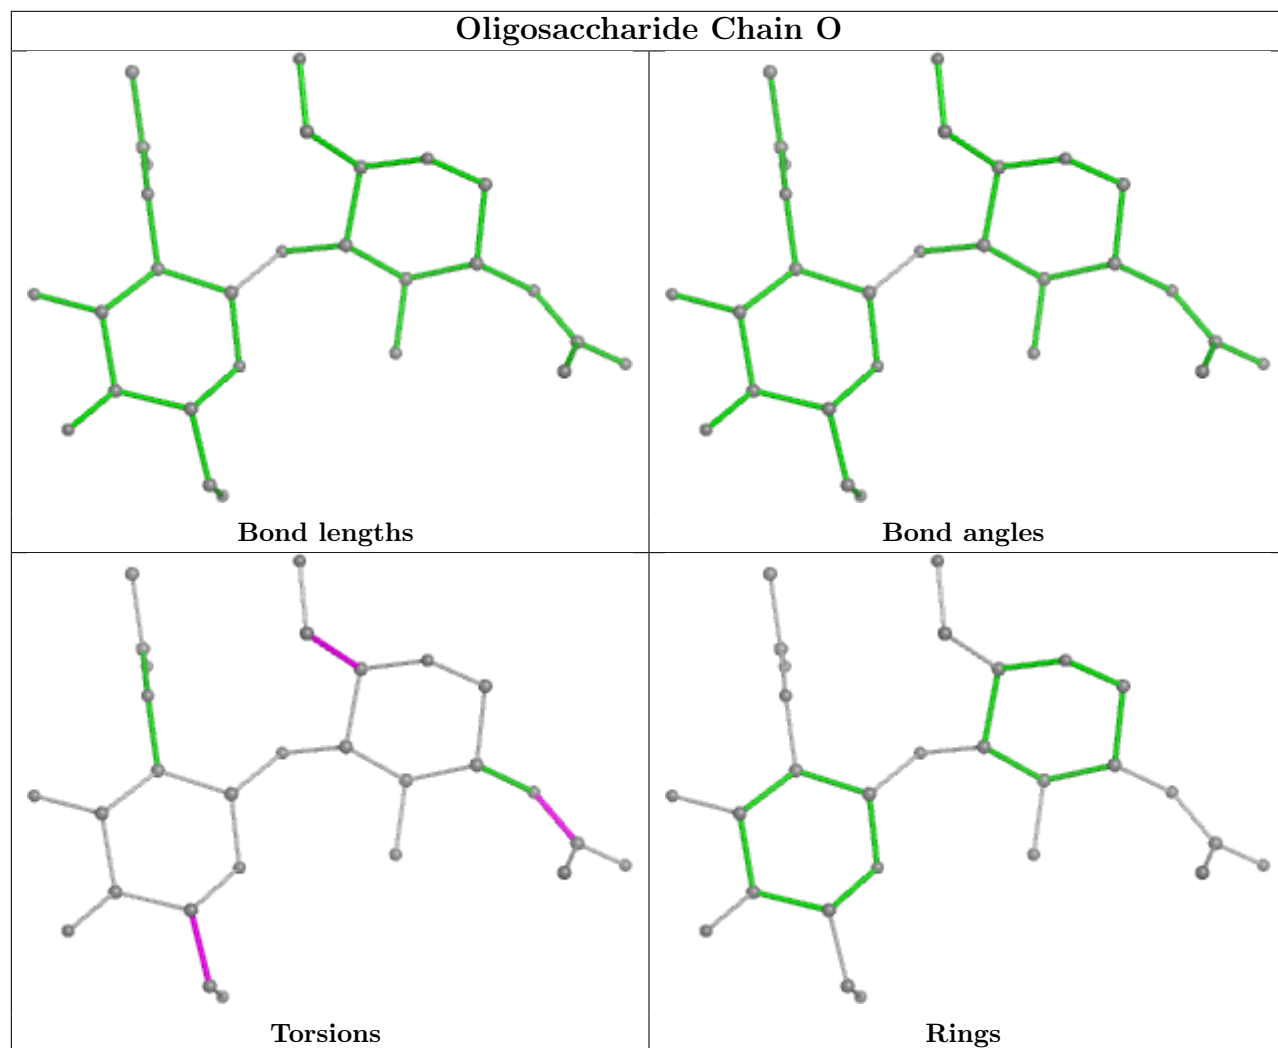 Oligosaccharide Chain O
Bond lengths
Bond angles
Torsions
Rings